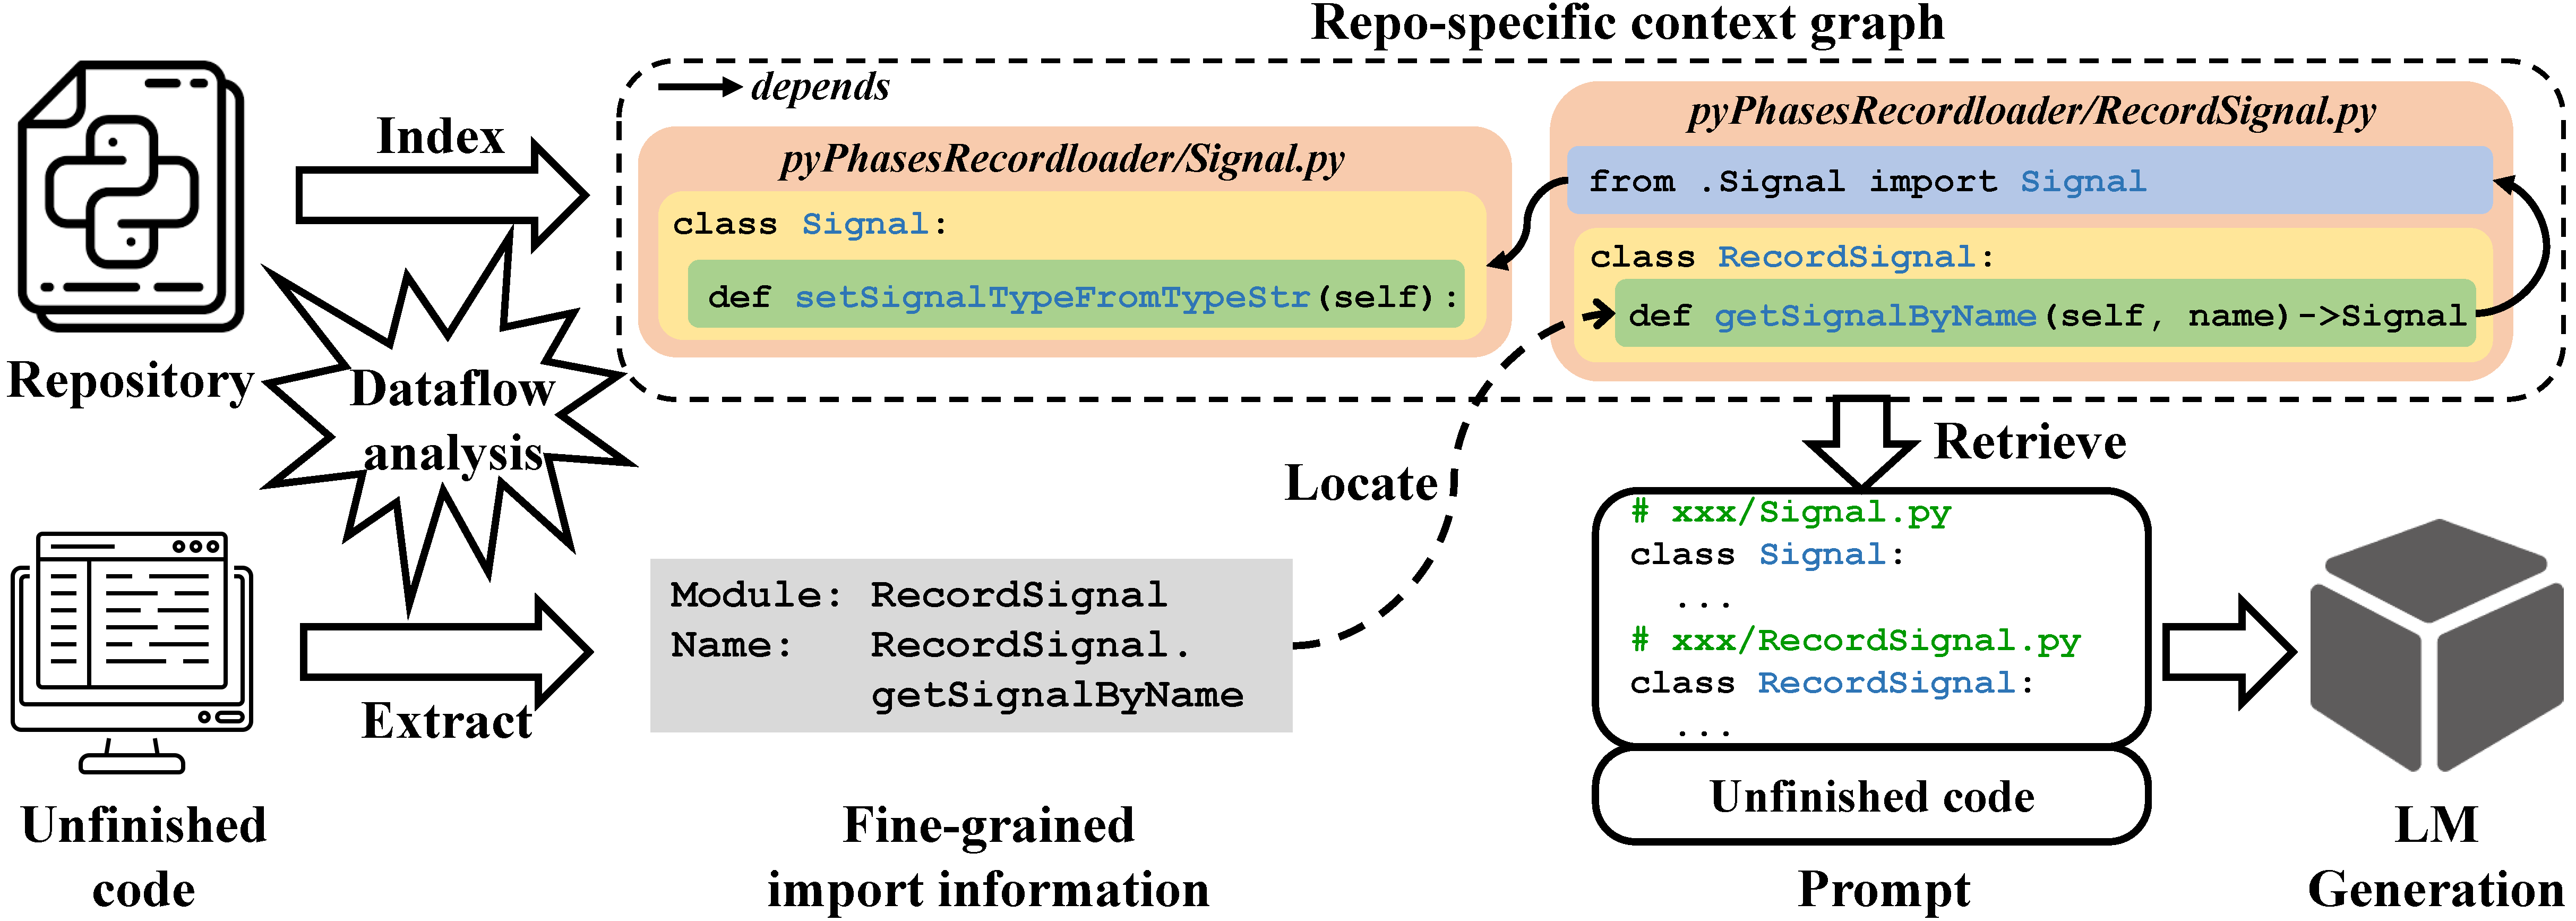 Repo-specific context graph
depends
Index
pyPhasesRecordloader/Signal.py
class Signal:
def setSignalTypeFromTypeStr(self):
pyPhasesRecordloader/RecordSignal.py
from .Signal import Signal
class RecordSignal:
def getSignalByName(self, name)->Signal
Repository
Dataflow
analysis
Locate
Retrieve
Extract
Module: RecordSignal
Name: RecordSignal.
getSignalByName
# xxx/Signal.py
class Signal:
...
# xxx/RecordSignal.py
class RecordSignal:
...
Unfinished code
Unfinished
code
Fine-grained
import information
Prompt
LM
Generation